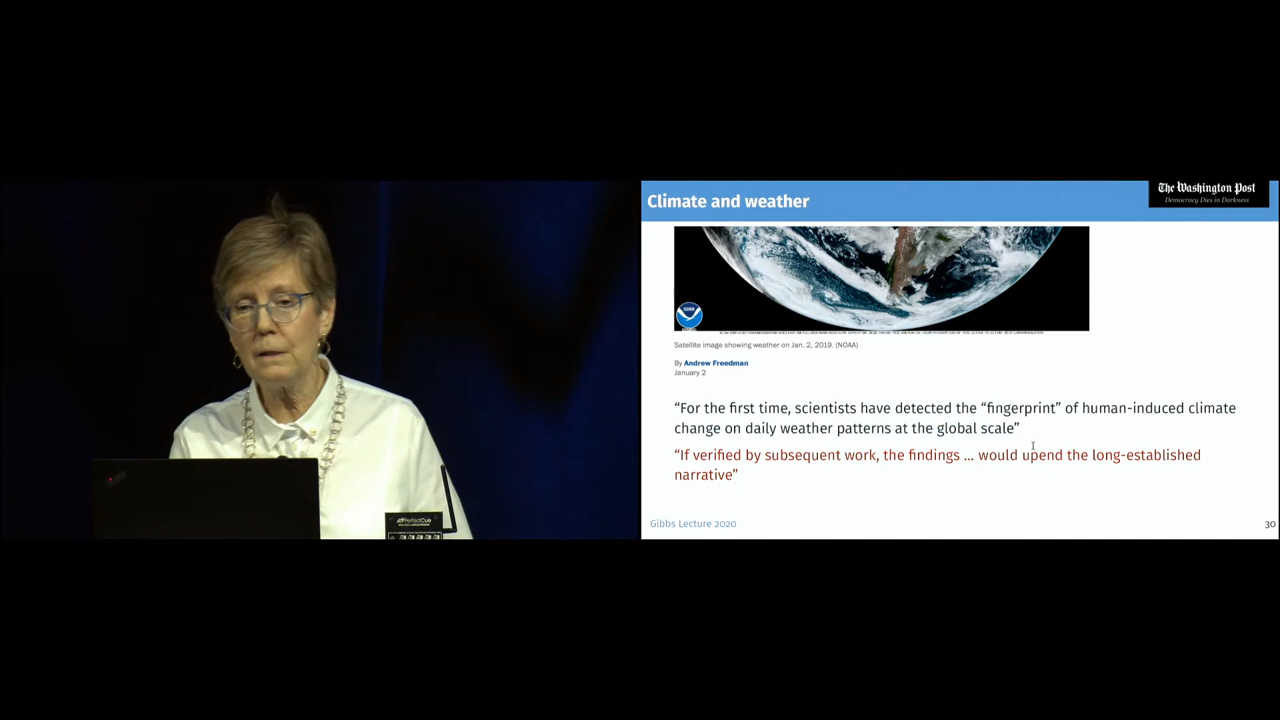 Climate and weather
The Washington Post
Democracy Dies in Darkness
NOAA
Satellite image showing weather on Jan. 2, 2019. (NOAA)
By Andrew Freedman
January 2
“For the first time, scientists have detected the “fingerprint” of human-induced climate
change on daily weather patterns at the global scale”
“If verified by subsequent work, the findings ... would upend the long-established
narrative”
PerfectCue
Gibbs Lecture 2020
30